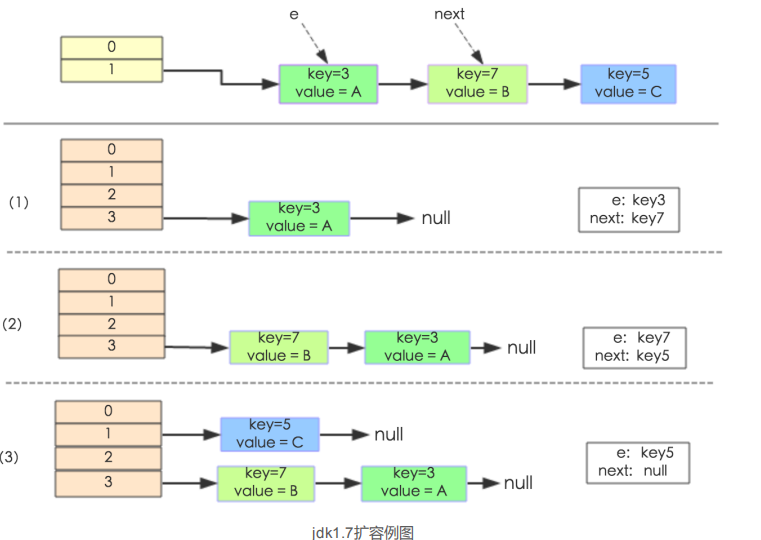 e
next
0
1
key=3
value = A
key=7
value = B
key=5
value = C
(1)
0
1
2
3
key=3
value = A
null
e: key3
next: key7
(2)
0
1
2
3
key=7
value = B
key=3
value = A
null
e: key7
next: key5
(3)
0
1
2
3
key=5
value = C
null
key=7
value = B
key=3
value = A
null
e: key5
next: null
jdk1.7扩容例图